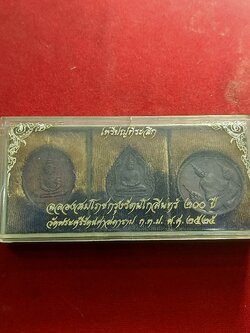 เหรียญที่ระลึก
ฉลองสมโภชกรุงรัตนโกสินทร์ ๒๐๐ ปี
วัดพระศรีรัตนศาสดาราม ก.ท.ม. พ.ศ. ๒๕๒๕